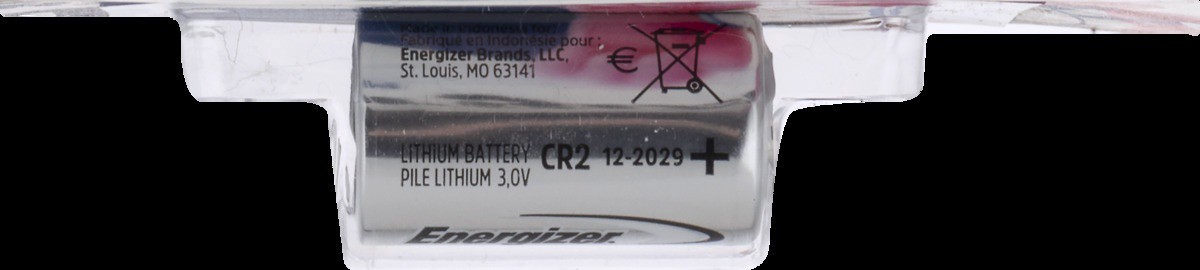 Fabriqué en Indonésie pour :
Energizer Brands, LLC,
St. Louis, MO 63141
€
LITHIUM BATTERY CR2 12-2029 +
PILE LITHIUM 3,0V
Energizer.